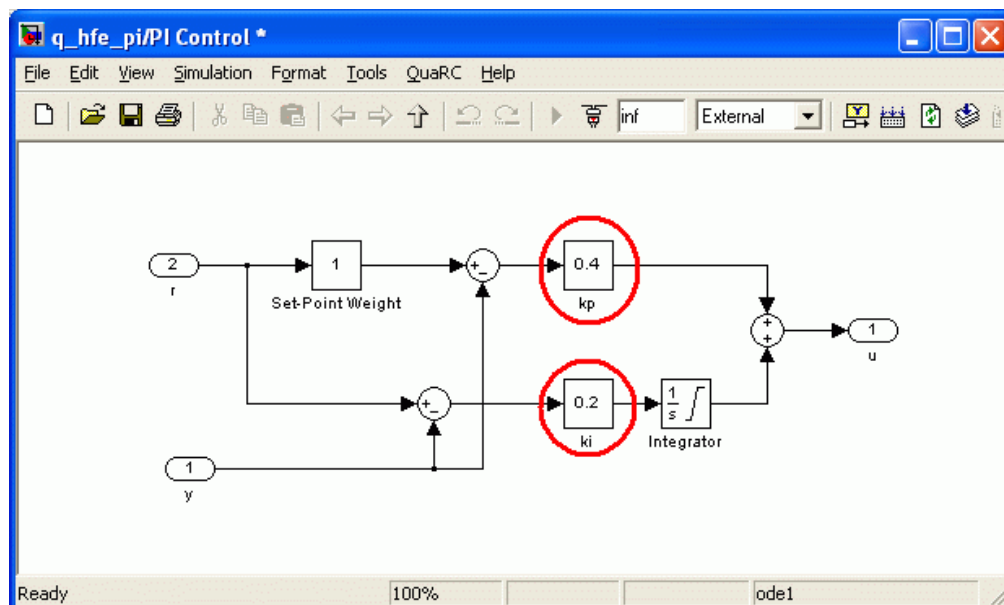 q_hfe_pi/PI Control *
File Edit View Simulation Format Tools QuaRC Help
inf External
2
r
1
Set-Point Weight
+_
0.4
kp
+
+
1
u
+_
0.2
ki
1
s
Integrator
1
y
Ready 100% ode1